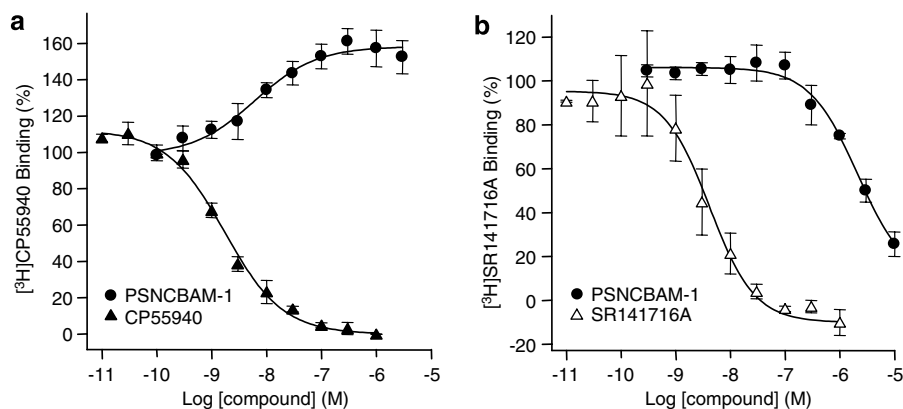 a
[³H]CP55940 Binding (%)
160
140
120
100
80
60
40
20
0
PSNCBAM-1
CP55940
-11 -10 -9 -8 -7 -6 -5
Log [compound] (M)
b
[³H]SR141716A Binding (%)
120
100
80
60
40
20
0
-20
PSNCBAM-1
SR141716A
-11 -10 -9 -8 -7 -6 -5
Log [compound] (M)